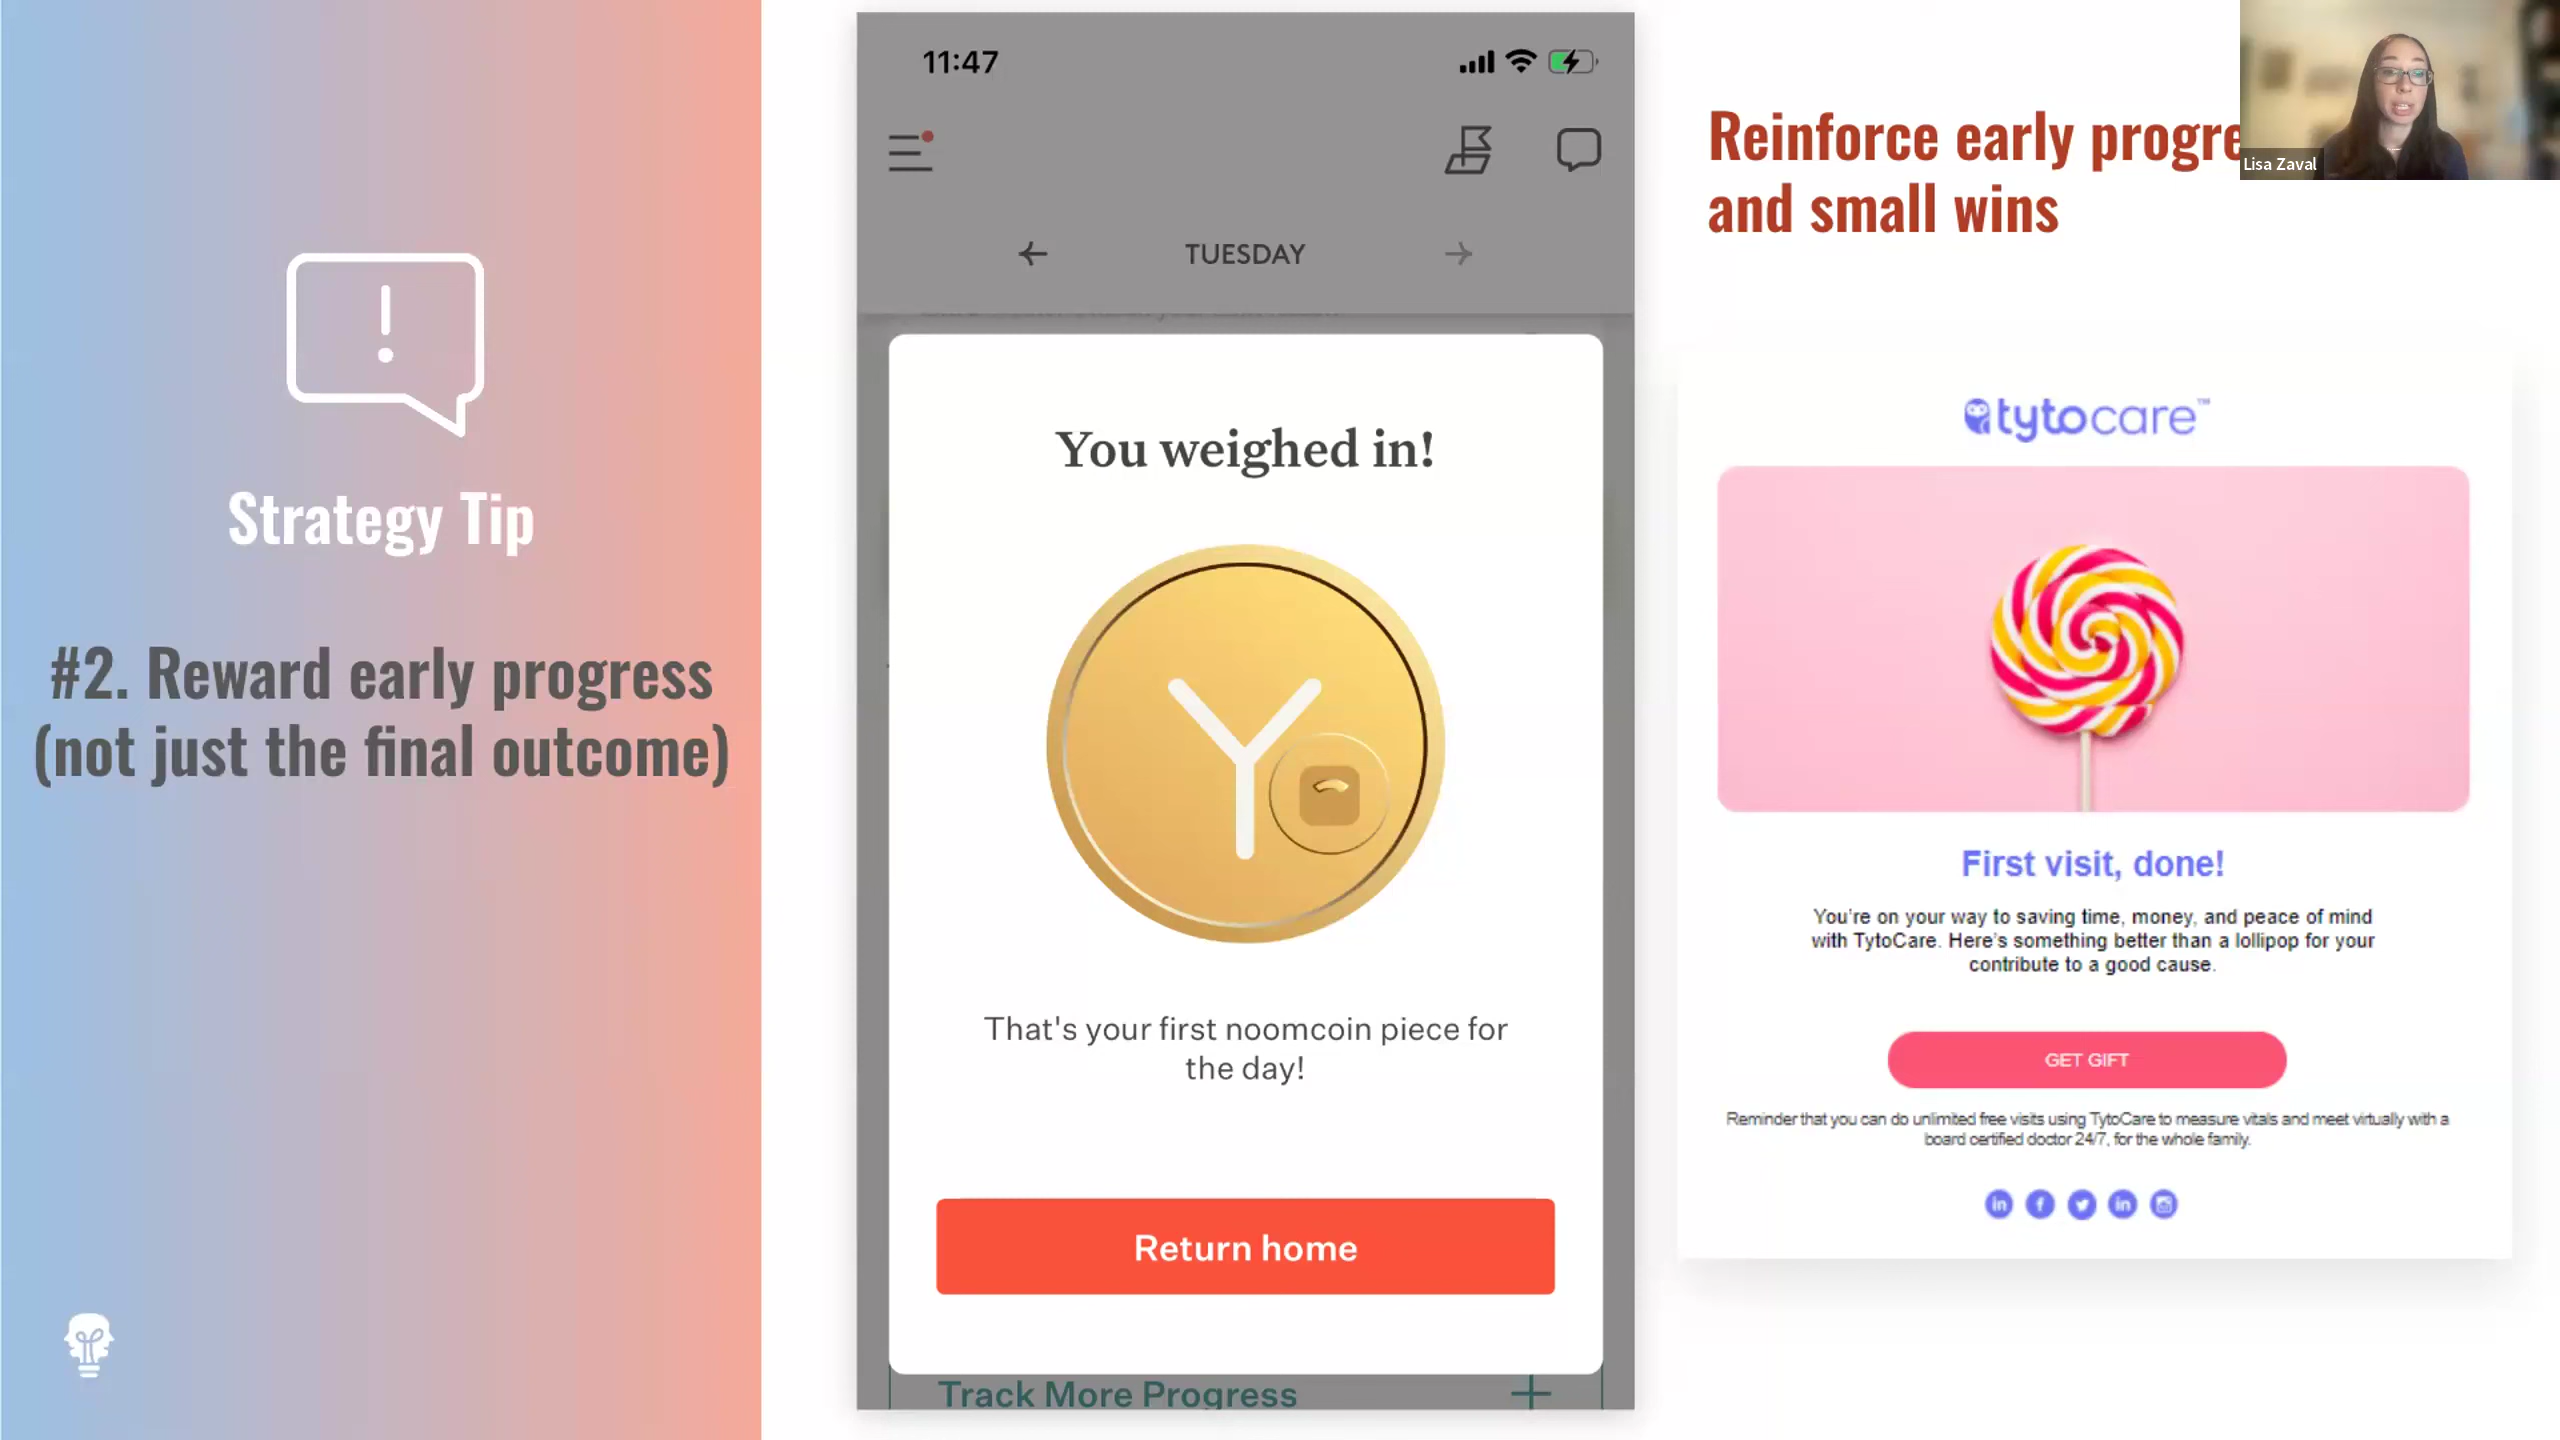 Strategy Tip
#2. Reward early progress
(not just the final outcome)
11:47
TUESDAY
You weighed in!
Y
That's your first noomcoin piece for
the day!
Return home
Track More Progress
Reinforce early progre
and small wins
Lisa Zaval
tytocare™
First visit, done!
You're on your way to saving time, money, and peace of mind
with TytoCare. Here's something better than a lollipop for your
contribute to a good cause.
GET GIFT
Reminder that you can do unlimited free visits using TytoCare to measure vitals and meet virtually with a
board certified doctor 24/7, for the whole family.